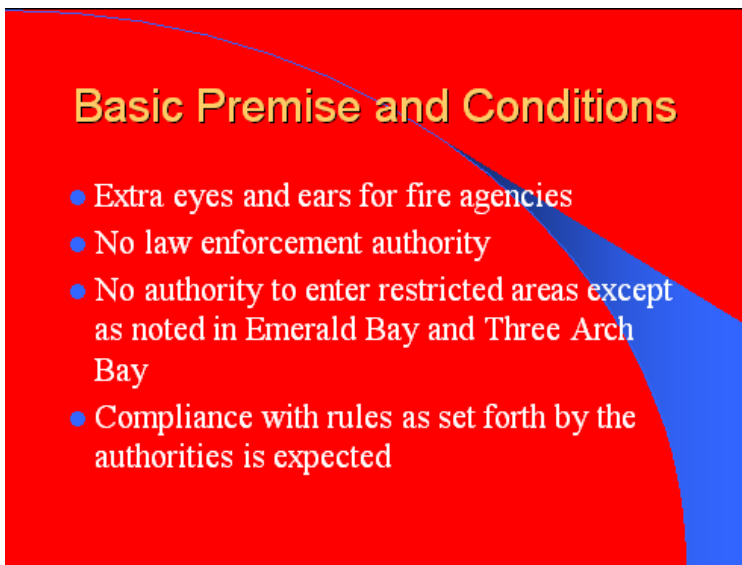 Basic Premise and Conditions
Extra eyes and ears for fire agencies
No law enforcement authority
No authority to enter restricted areas except
as noted in Emerald Bay and Three Arch
Bay
Compliance with rules as set forth by the
authorities is expected